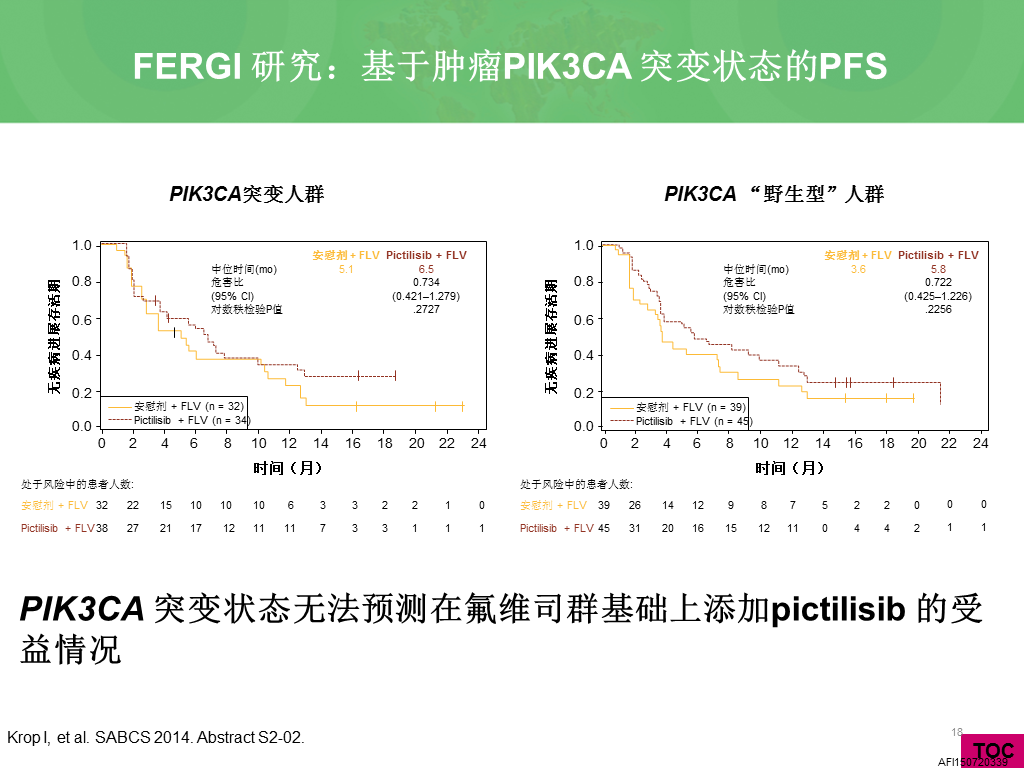 FERGI 研究：基于肿瘤PIK3CA 突变状态的PFS
PIK3CA突变人群
安慰剂 + FLV Pictilisib + FLV
中位时间(mo) 5.1 6.5
危害比 0.734
(95% CI) (0.421–1.279)
对数秩检验P值 .2727
无疾病进展存活期
1.0
0.8
0.6
0.4
0.2
0.0
安慰剂 + FLV (n = 32)
Pictilisib + FLV (n = 34)
0 2 4 6 8 10 12 14 16 18 20 22 24
时间（月）
处于风险中的患者人数:
安慰剂 + FLV 32 22 15 10 10 10 6 3 3 2 2 1 0
Pictilisib + FLV 38 27 21 17 12 11 11 7 3 3 1 1 1
PIK3CA “野生型”人群
安慰剂 + FLV Pictilisib + FLV
中位时间(mo) 3.6 5.8
危害比 0.722
(95% CI) (0.425–1.226)
对数秩检验P值 .2256
无疾病进展存活期
1.0
0.8
0.6
0.4
0.2
0.0
安慰剂 + FLV (n = 39)
Pictilisib + FLV (n = 45)
0 2 4 6 8 10 12 14 16 18 20 22 24
时间（月）
处于风险中的患者人数:
安慰剂 + FLV 39 26 14 12 9 8 7 5 2 2 0 0 0
Pictilisib + FLV 45 31 20 16 15 12 11 0 4 4 2 1 1
PIK3CA 突变状态无法预测在氟维司群基础上添加pictilisib 的受
益情况
Krop I, et al. SABCS 2014. Abstract S2-02.
18
TOC
AFI150720339